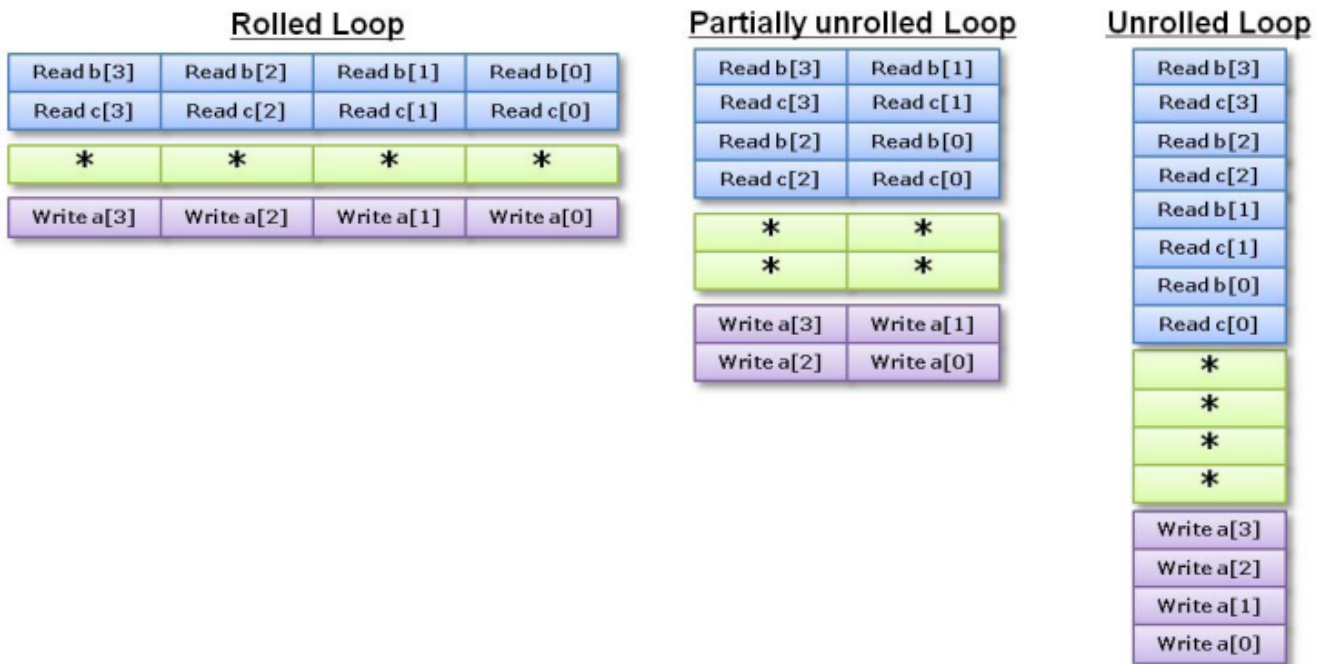 Rolled Loop
Read b[3] Read b[2] Read b[1] Read b[0]
Read c[3] Read c[2] Read c[1] Read c[0]
* * * *
Write a[3] Write a[2] Write a[1] Write a[0]
Partially unrolled Loop
Read b[3] Read b[1]
Read c[3] Read c[1]
Read b[2] Read b[0]
Read c[2] Read c[0]
* *
* *
Write a[3] Write a[1]
Write a[2] Write a[0]
Unrolled Loop
Read b[3]
Read c[3]
Read b[2]
Read c[2]
Read b[1]
Read c[1]
Read b[0]
Read c[0]
*
*
*
*
Write a[3]
Write a[2]
Write a[1]
Write a[0]